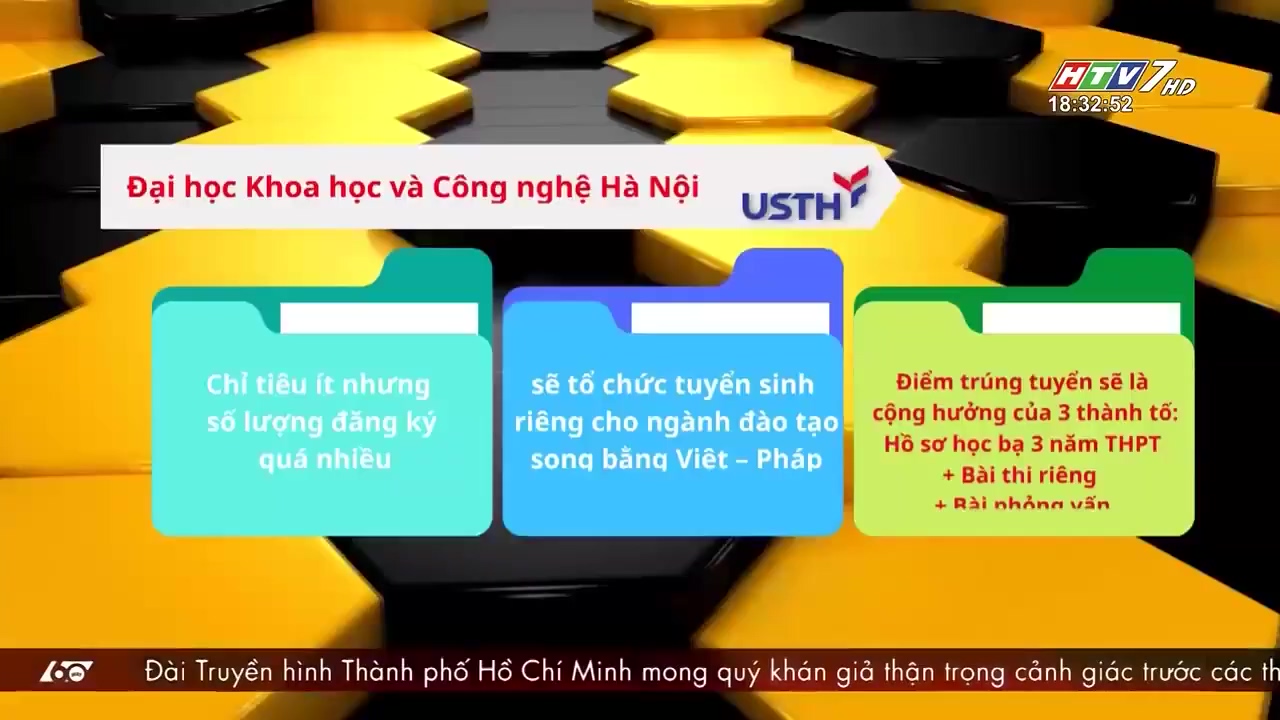 HTV7 HD
18:32:52
Đại học Khoa học và Công nghệ Hà Nội
USTH
Chỉ tiêu ít nhưng
số lượng đăng ký
quá nhiều
sẽ tổ chức tuyển sinh
riêng cho ngành đào tạo
song bằng Việt – Pháp
Điểm trúng tuyển sẽ là
cộng hưởng của 3 thành tố:
Hồ sơ học bạ 3 năm THPT
+ Bài thi riêng
+ Bài phỏng vấn
60 giây
Đài Truyền hình Thành phố Hồ Chí Minh mong quý khán giả thận trọng cảnh giác trước các th